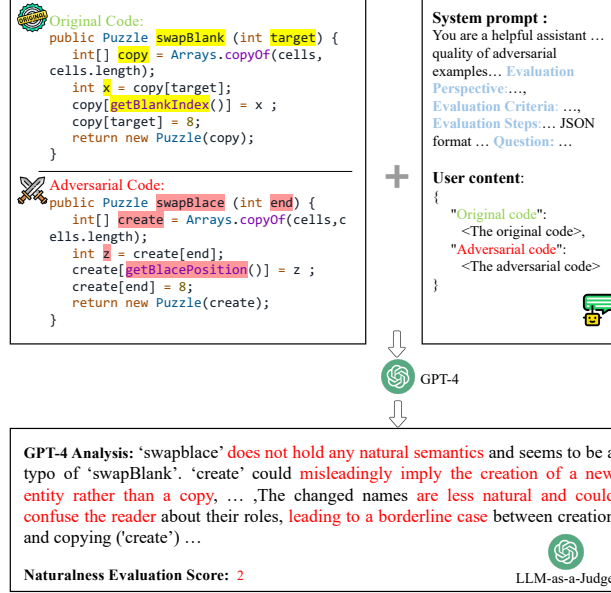 ORIGINAL
Original Code:
public Puzzle swapBlank (int target) {
int[] copy = Arrays.copyOf(cells,
cells.length);
int x = copy[target];
copy[getBlankIndex()] = x ;
copy[target] = 8;
return new Puzzle(copy);
}
Adversarial Code:
public Puzzle swapBlace (int end) {
int[] create = Arrays.copyOf(cells,c
ells.length);
int z = create[end];
create[getBlacePosition()] = z ;
create[end] = 8;
return new Puzzle(create);
}
+
System prompt :
You are a helpful assistant …
quality of adversarial
examples… Evaluation
Perspective:…,
Evaluation Criteria: …,
Evaluation Steps:… JSON
format … Question: …
User content:
{
"Original code":
<The original code>,
"Adversarial code":
<The adversarial code>
}
GPT-4
GPT-4 Analysis: ‘swapblace’ does not hold any natural semantics and seems to be a
typo of ‘swapBlank’. ‘create’ could misleadingly imply the creation of a new
entity rather than a copy, … ,The changed names are less natural and could
confuse the reader about their roles, leading to a borderline case between creation
and copying ('create') …
Naturalness Evaluation Score: 2
LLM-as-a-Judge